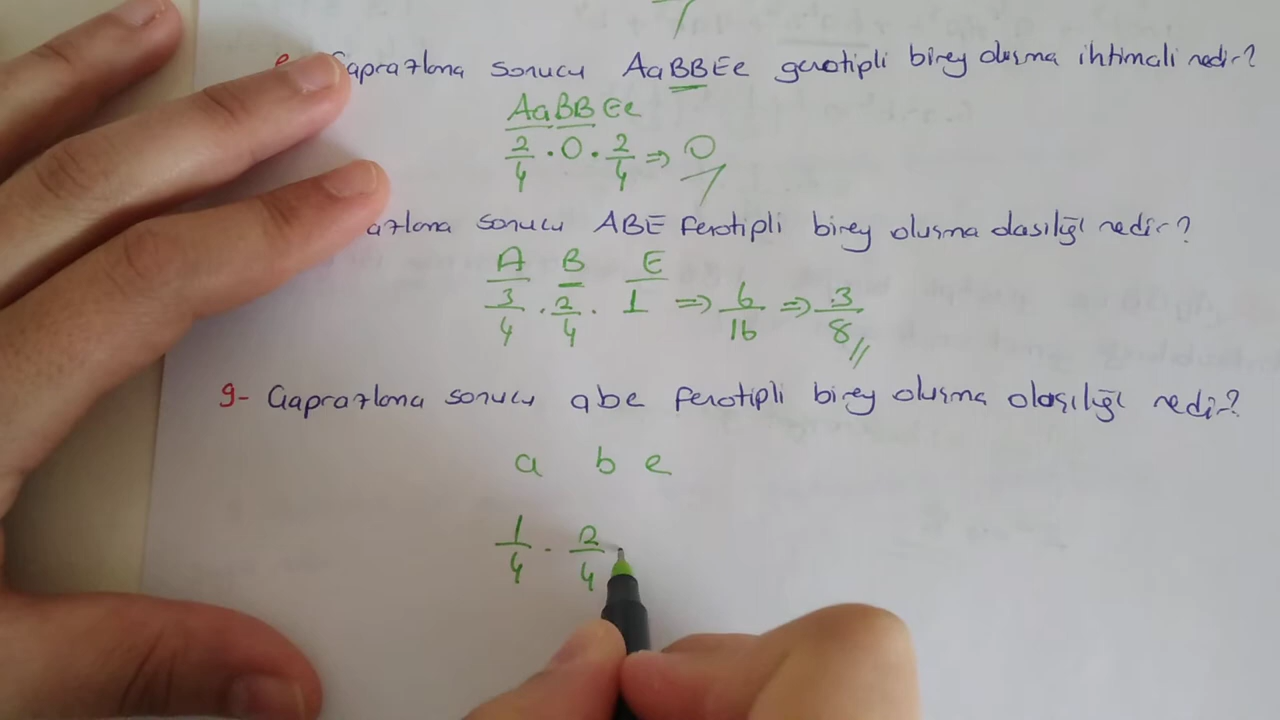 Çaprazlama sonucu AaBBEe genotipli birey oluşma ihtimali nedir?
AaBBEe
2/4 · 0 · 2/4 ⇒ 0
azlama sonucu ABE fenotipli birey oluşma olasılığı nedir?
A B E
3/4 · 2/4 · 1 ⇒ 6/16 ⇒ 3/8 //
g- Çaprazlama sonucu abe fenotipli birey oluşma olasılığı nedir?
a b e
1/4 · 2/4